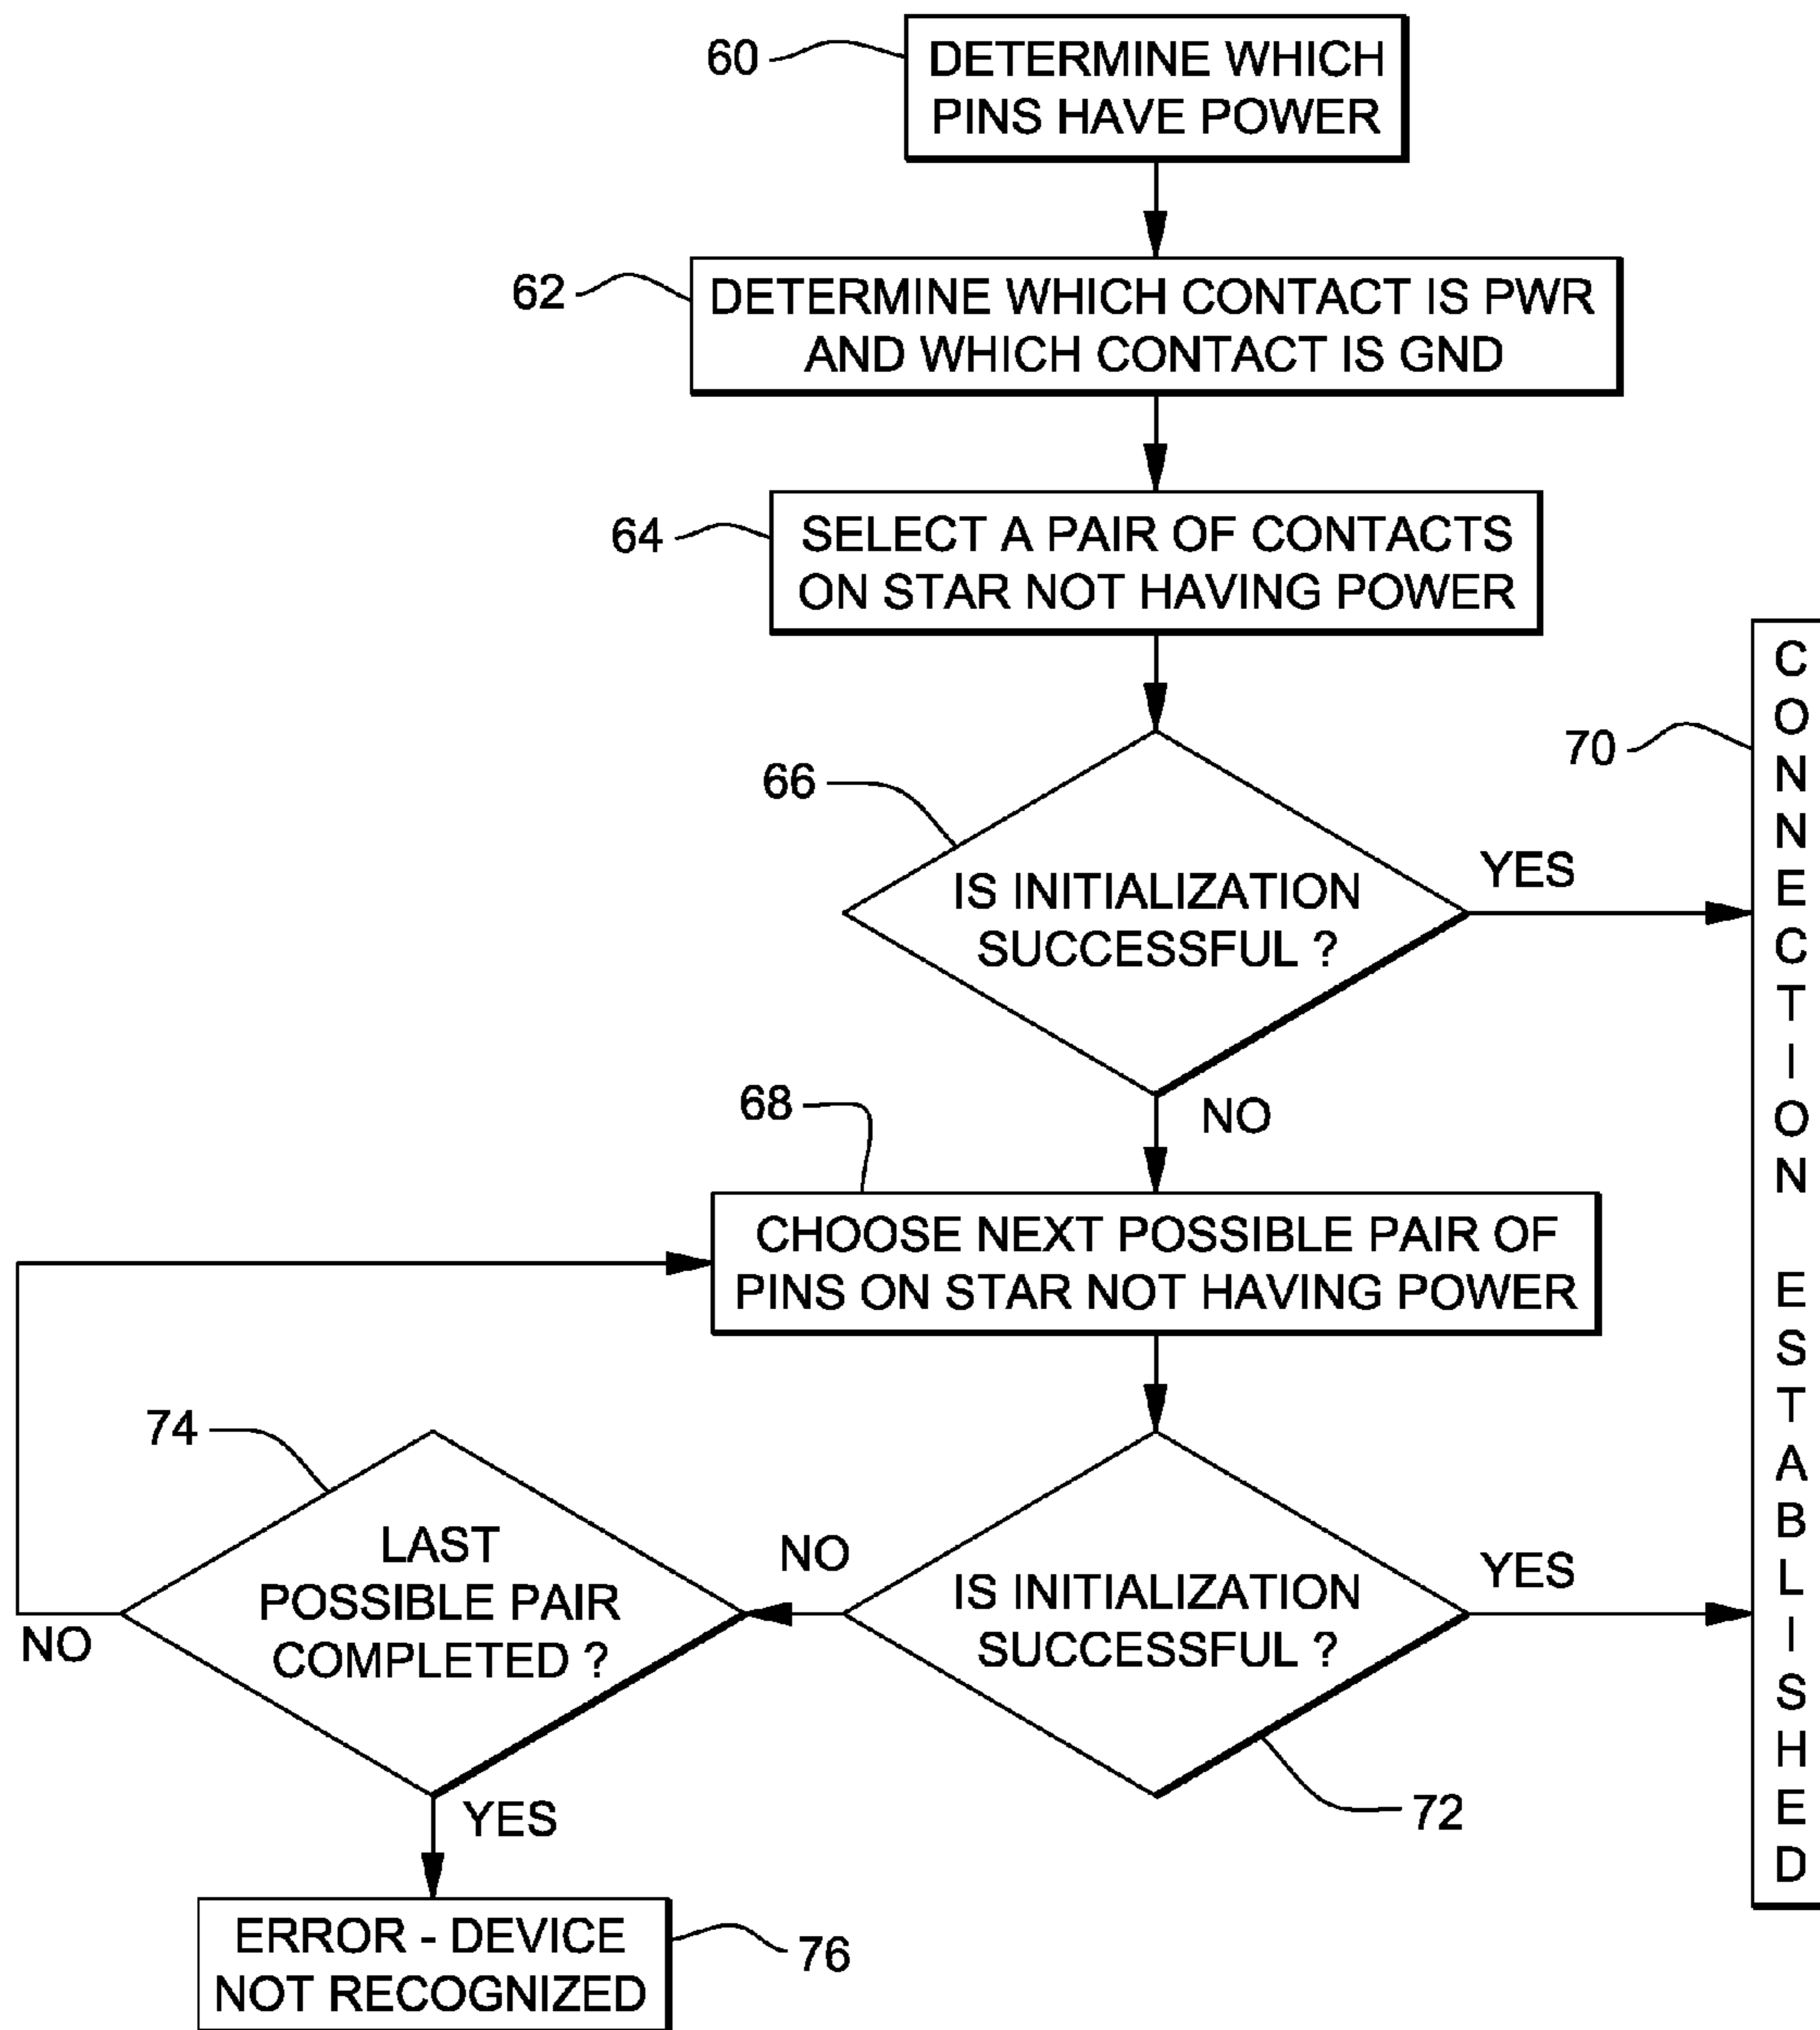 60
DETERMINE WHICH
PINS HAVE POWER
62
DETERMINE WHICH CONTACT IS PWR
AND WHICH CONTACT IS GND
64
SELECT A PAIR OF CONTACTS
ON STAR NOT HAVING POWER
66
IS INITIALIZATION
SUCCESSFUL ?
YES
NO
70
CONNECTION ESTABLISHED
68
CHOOSE NEXT POSSIBLE PAIR OF
PINS ON STAR NOT HAVING POWER
72
IS INITIALIZATION
SUCCESSFUL ?
YES
NO
74
LAST
POSSIBLE PAIR
COMPLETED ?
NO
YES
76
ERROR - DEVICE
NOT RECOGNIZED